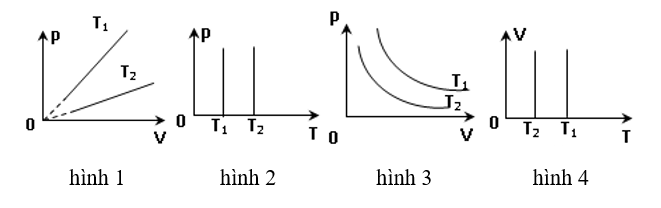 p T₁ T₂ 0 V
p 0 T₁ T₂ T
p T₁ T₂ 0 V
V 0 T₂ T₁ T
hình 1 hình 2 hình 3 hình 4